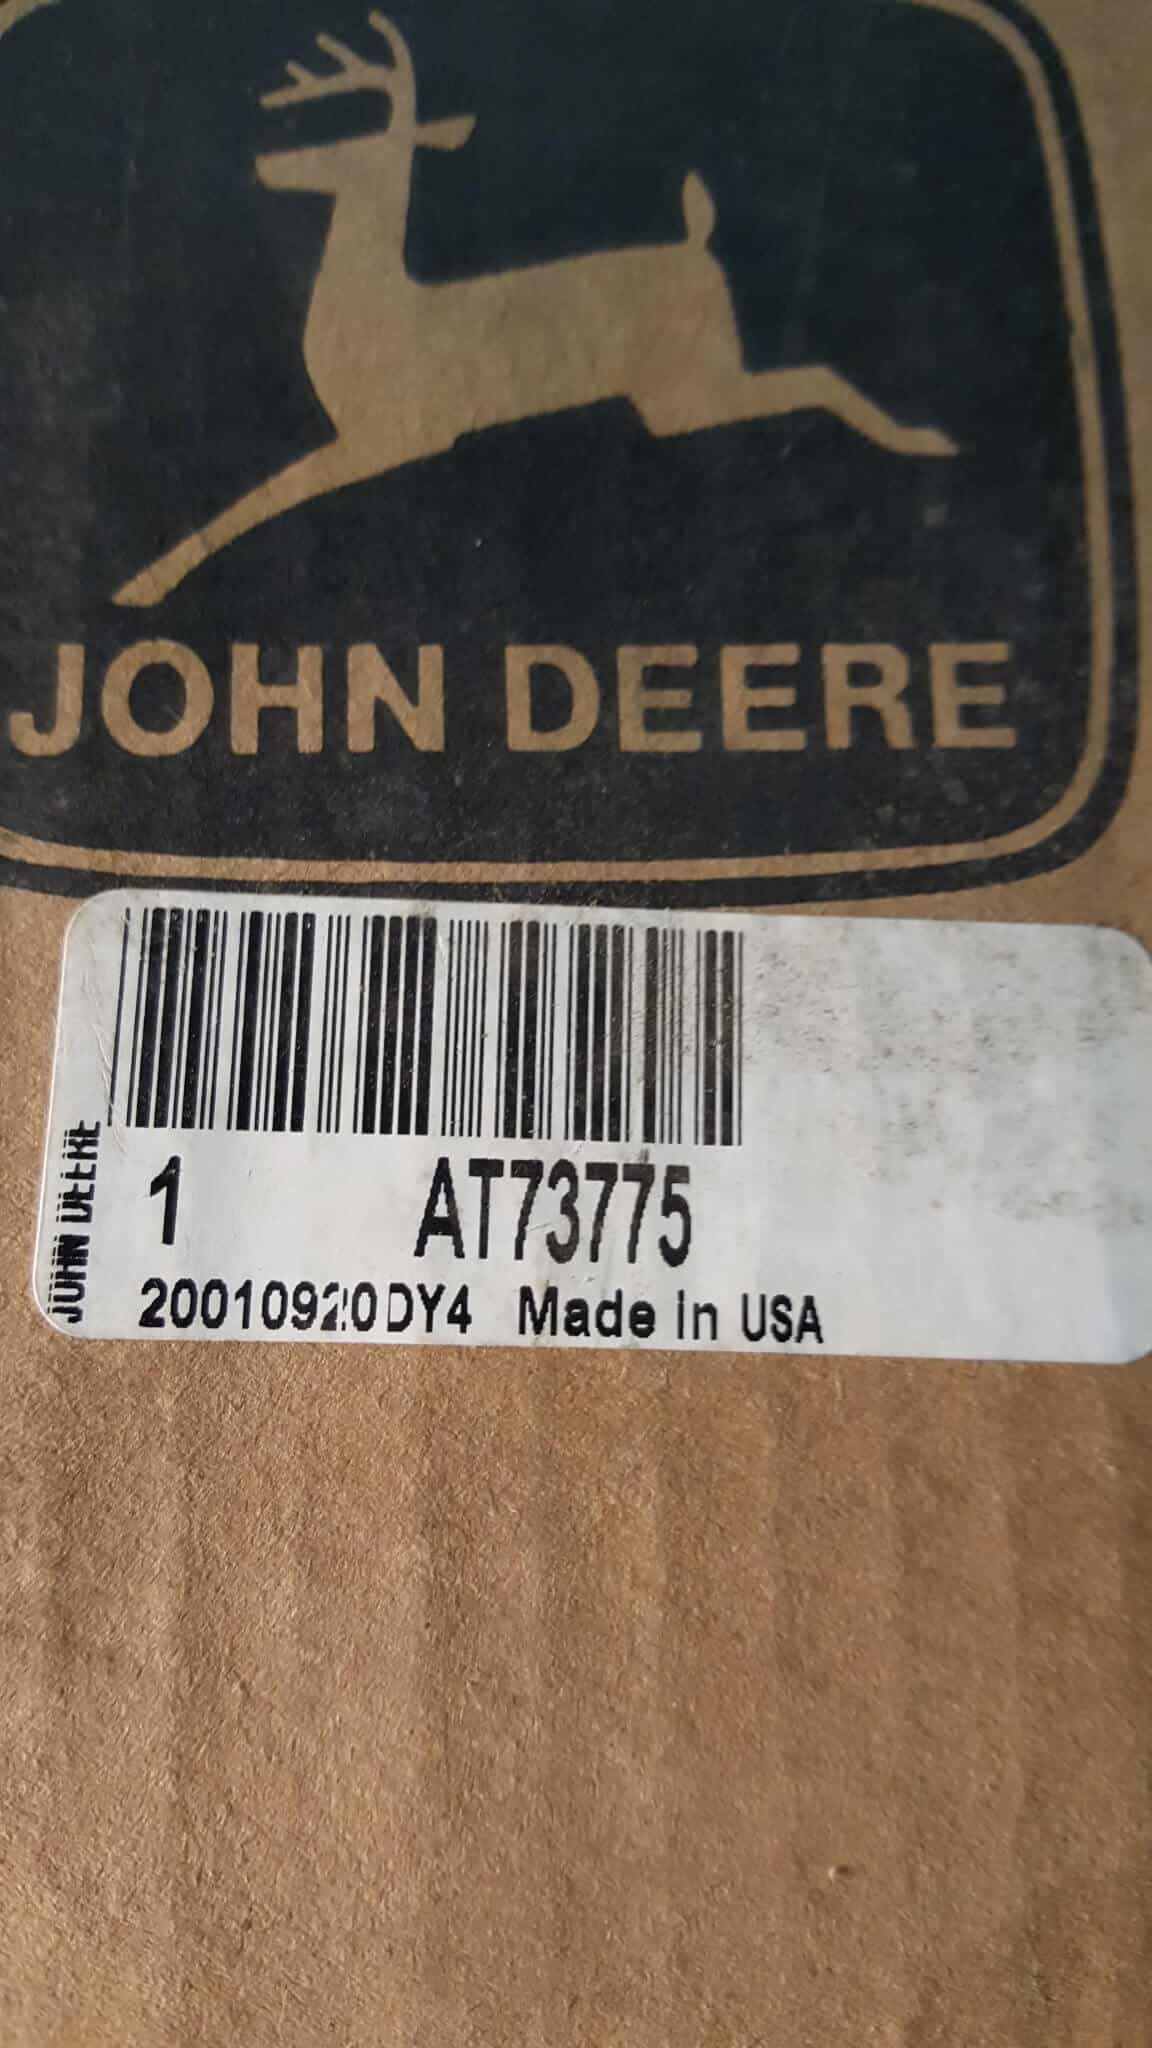 JOHN DEERE
JOHN DEERE
1 AT73775
20010920DY4 Made in USA